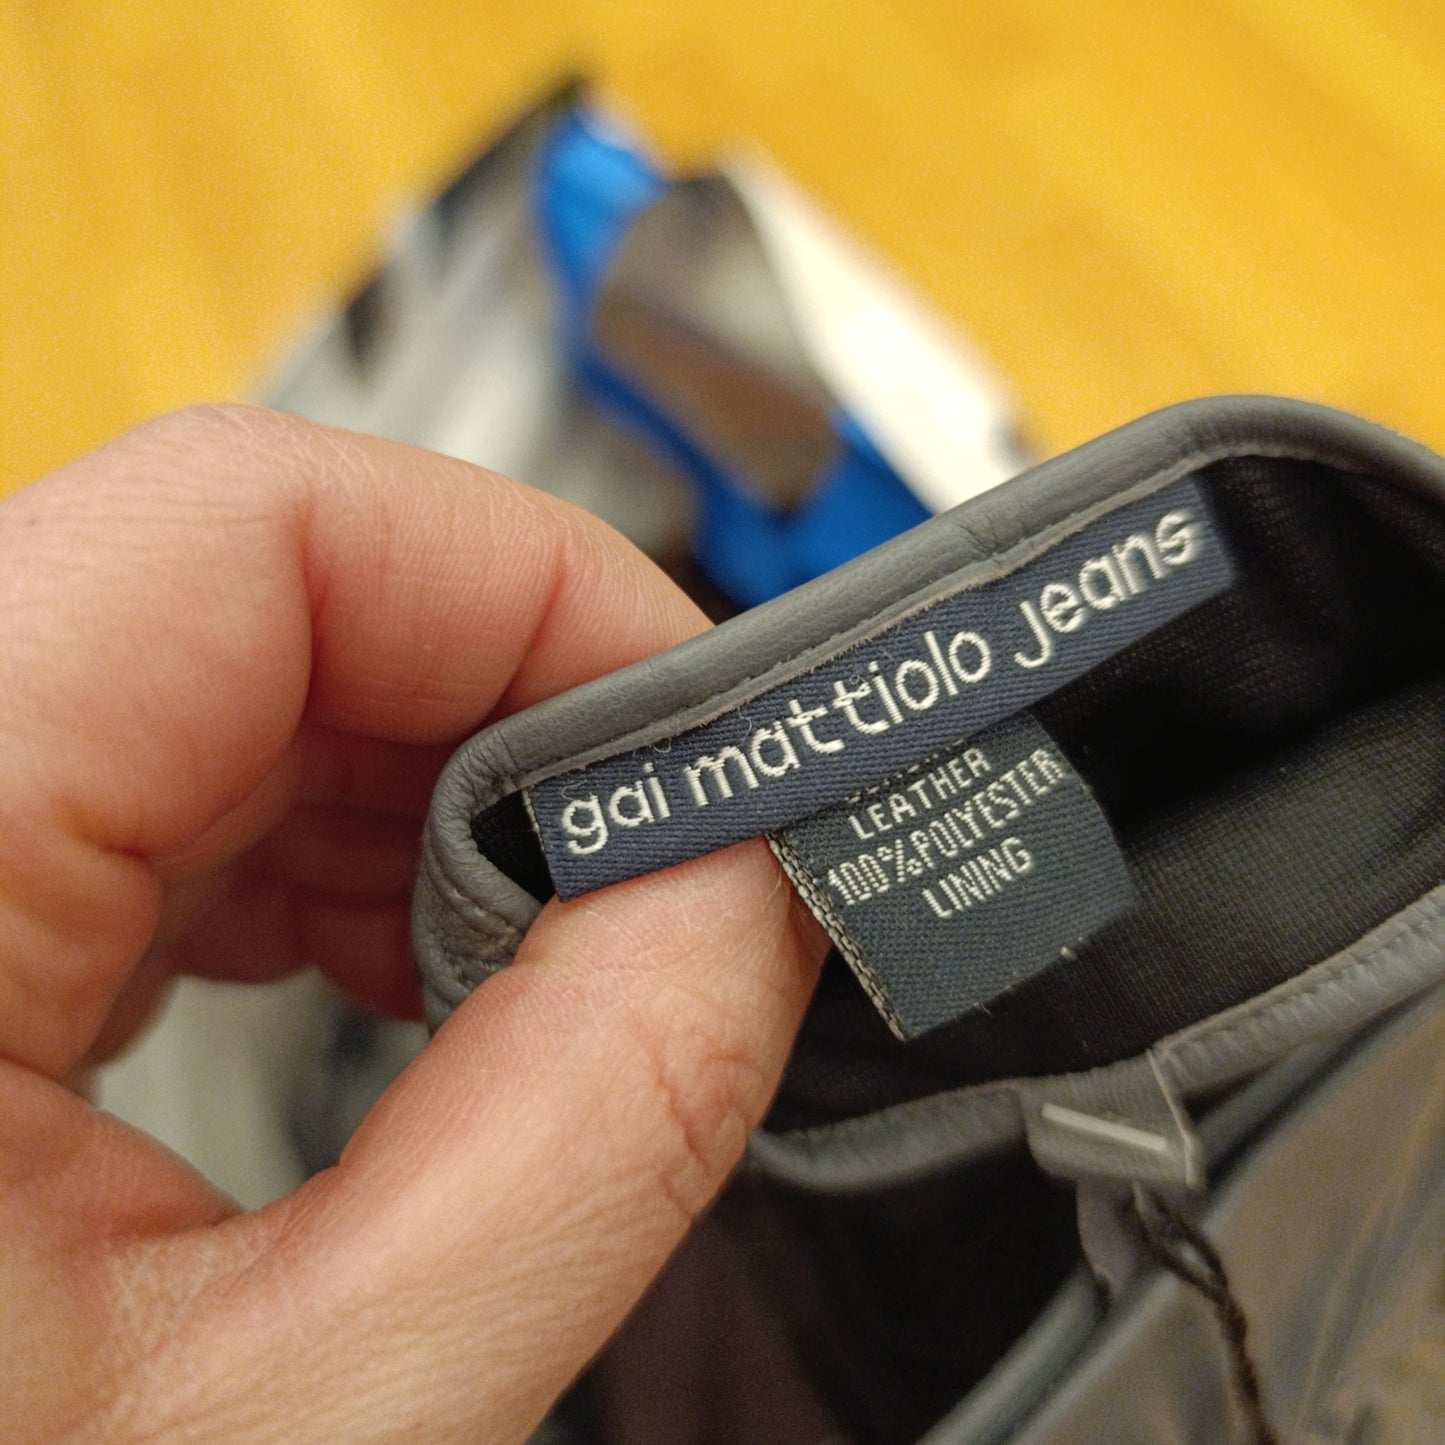 gai mattiolo jeans
LEATHER
100%POLYESTER
LINING